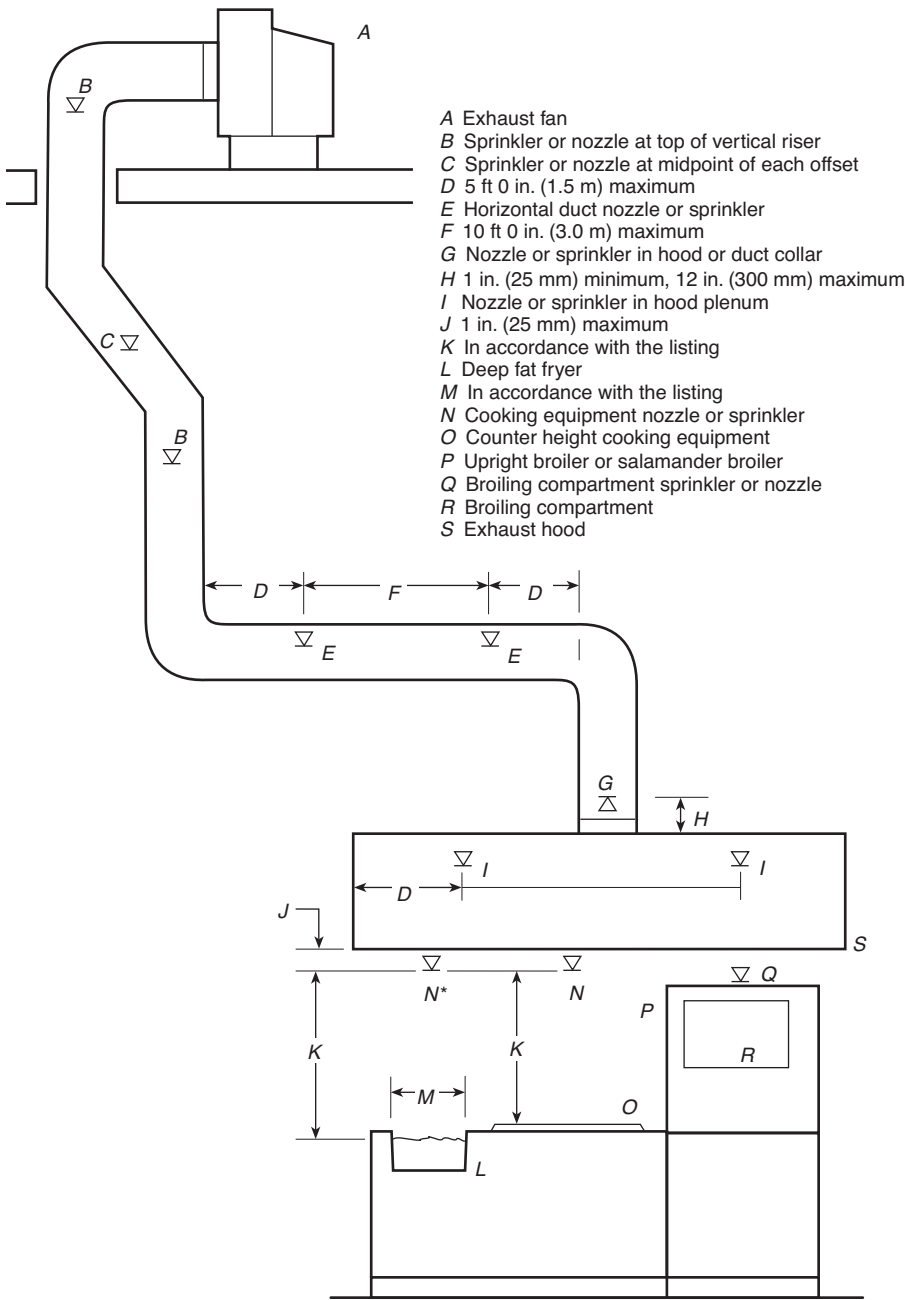 A
B
A Exhaust fan
B Sprinkler or nozzle at top of vertical riser
C Sprinkler or nozzle at midpoint of each offset
D 5 ft 0 in. (1.5 m) maximum
E Horizontal duct nozzle or sprinkler
F 10 ft 0 in. (3.0 m) maximum
G Nozzle or sprinkler in hood or duct collar
H 1 in. (25 mm) minimum, 12 in. (300 mm) maximum
I Nozzle or sprinkler in hood plenum
J 1 in. (25 mm) maximum
K In accordance with the listing
L Deep fat fryer
M In accordance with the listing
N Cooking equipment nozzle or sprinkler
O Counter height cooking equipment
P Upright broiler or salamander broiler
Q Broiling compartment sprinkler or nozzle
R Broiling compartment
S Exhaust hood
C
B
D F D
E E
G
H
I I
D
J
S
N* N Q
P
K K R
M O
L